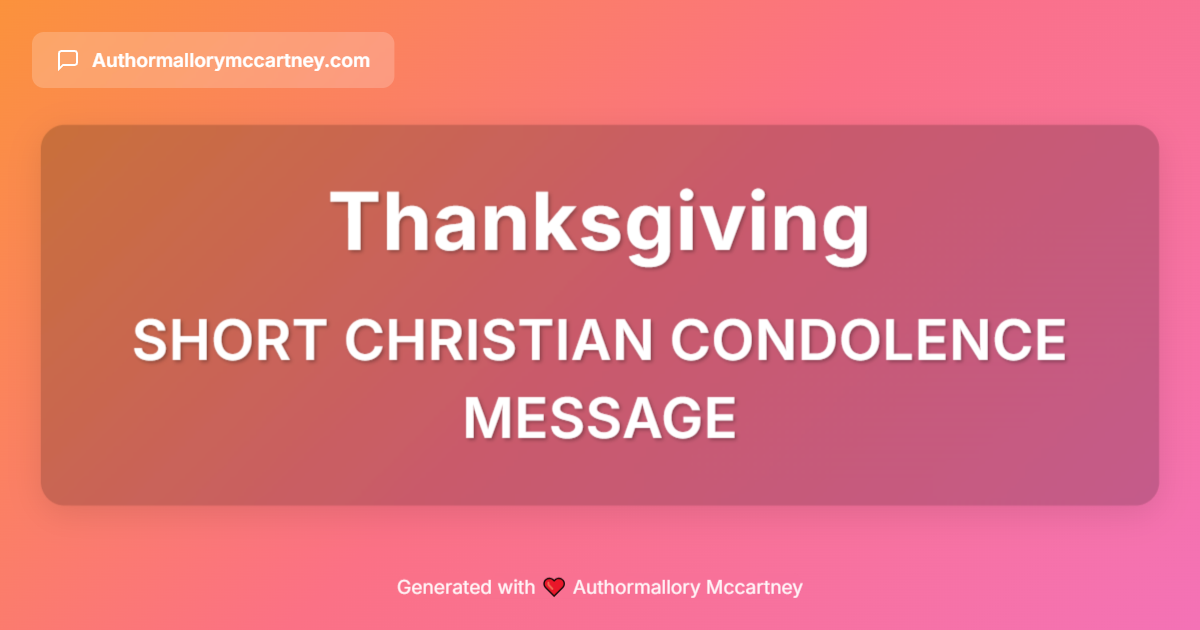 Authormallorymccartney.com
Thanksgiving
SHORT CHRISTIAN CONDOLENCE
MESSAGE
Generated with ❤️ Authormallory Mccartney